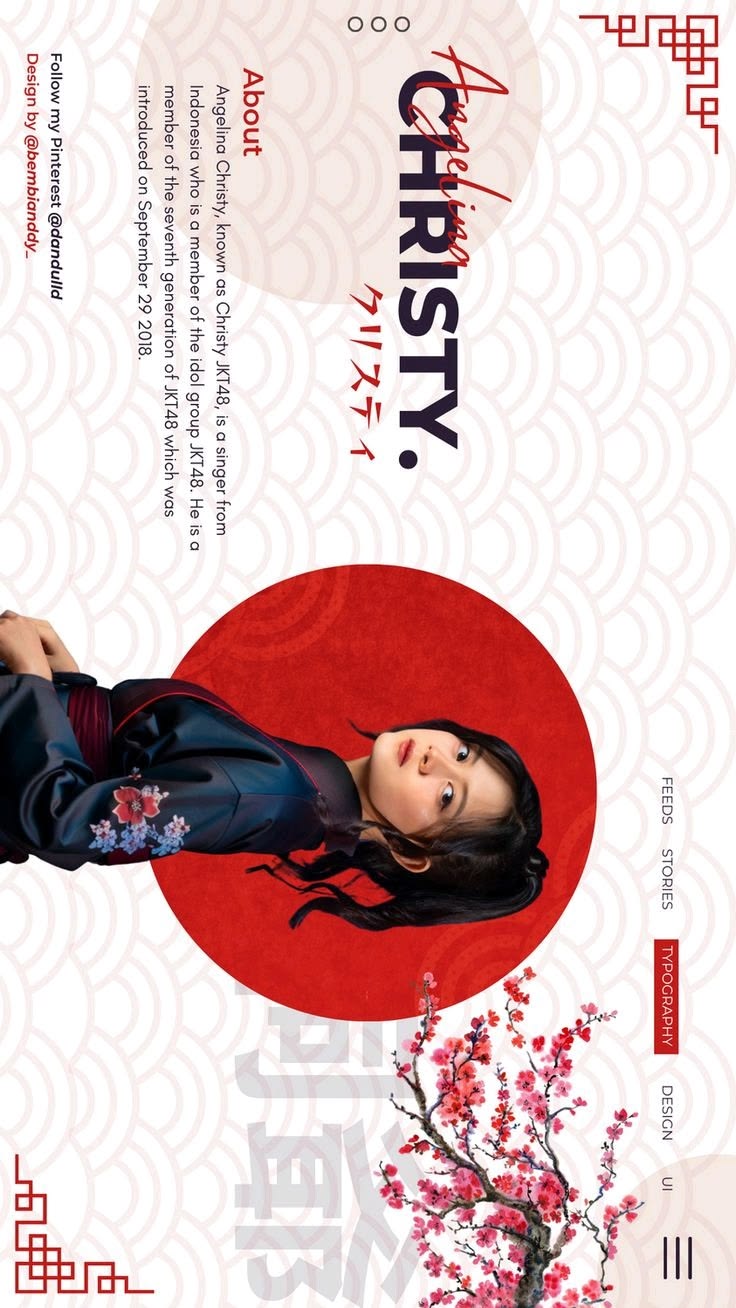 FEEDS STORIES TYPOGRAPHY DESIGN UI
Angelina
CHRISTY.
クリスティ
About
Angelina Christy, known as Christy JKT48, is a singer from
Indonesia who is a member of the idol group JKT48. He is a
member of the seventh generation of JKT48 which was
introduced on September 29 2018.
Follow my Pinterest @dandulld
Design by @bembianddy_